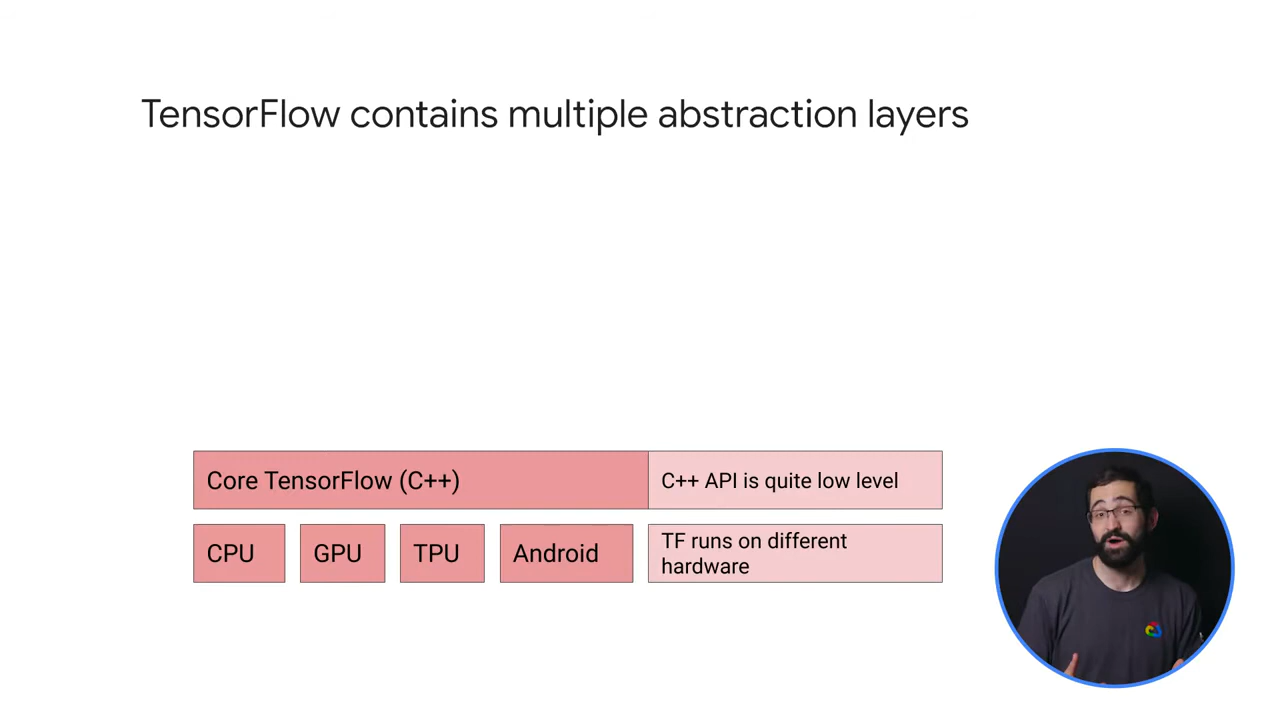 TensorFlow contains multiple abstraction layers
Core TensorFlow (C++)
C++ API is quite low level
CPU
GPU
TPU
Android
TF runs on different
hardware